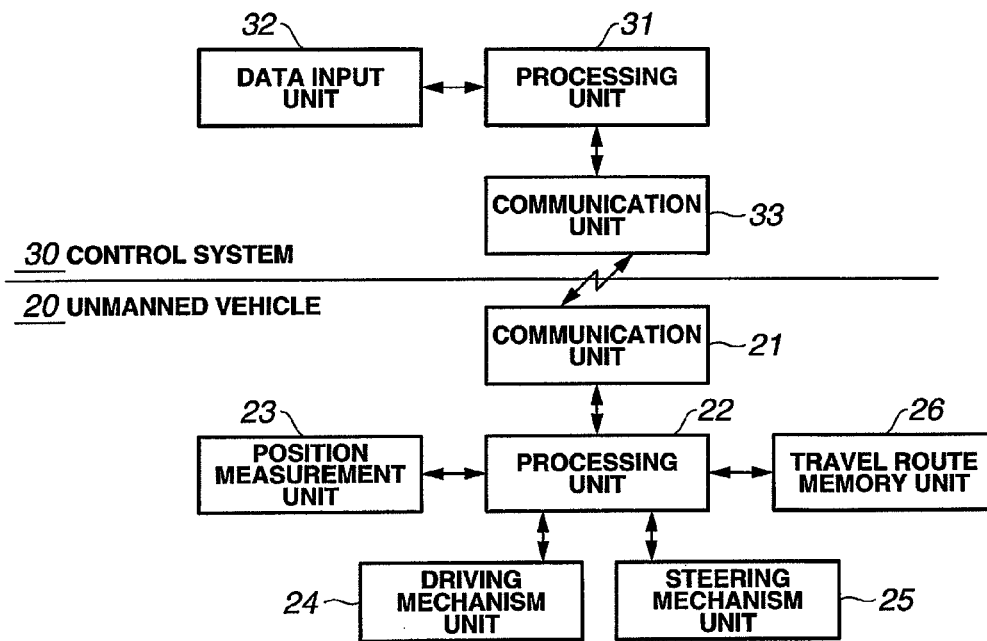 32
31
DATA INPUT
UNIT
PROCESSING
UNIT
COMMUNICATION
UNIT
33
30 CONTROL SYSTEM
20 UNMANNED VEHICLE
COMMUNICATION
UNIT
21
23
22
26
POSITION
MEASUREMENT
UNIT
PROCESSING
UNIT
TRAVEL ROUTE
MEMORY UNIT
24
DRIVING
MECHANISM
UNIT
STEERING
MECHANISM
UNIT
25